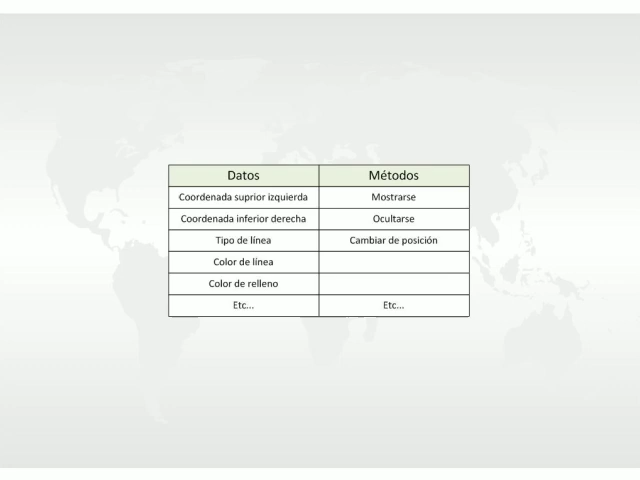 Datos Métodos
Coordenada suprior izquierda Mostrarse
Coordenada inferior derecha Ocultarse
Tipo de línea Cambiar de posición
Color de línea
Color de relleno
Etc... Etc...